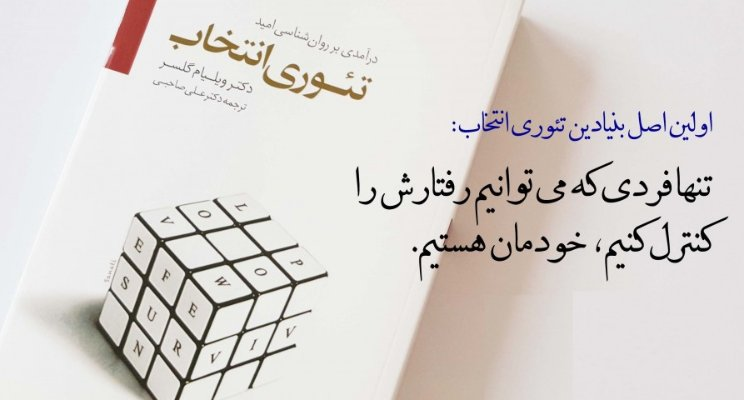 درآمدی بر روان‌شناسی امید
تئوری انتخاب
دکتر ویلیام گلسر
ترجمه دکتر علی صاحبی
اولین اصل بنیادین تئوری انتخاب:
تنها فردی که می توانیم رفتارش را
کنترل کنیم، خودمان هستیم.
L O V
P O W E
V I V R E F
R U S
N